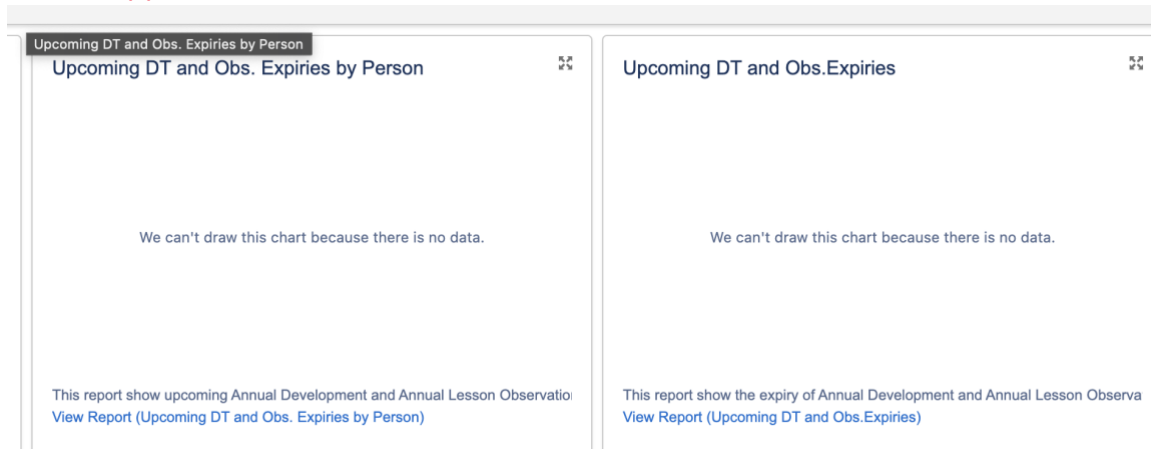 Upcoming DT and Obs. Expiries by Person
Upcoming DT and Obs. Expiries by Person
We can't draw this chart because there is no data.
This report show upcoming Annual Development and Annual Lesson Observatio
View Report (Upcoming DT and Obs. Expiries by Person)
Upcoming DT and Obs.Expiries
We can't draw this chart because there is no data.
This report show the expiry of Annual Development and Annual Lesson Observa
View Report (Upcoming DT and Obs.Expiries)